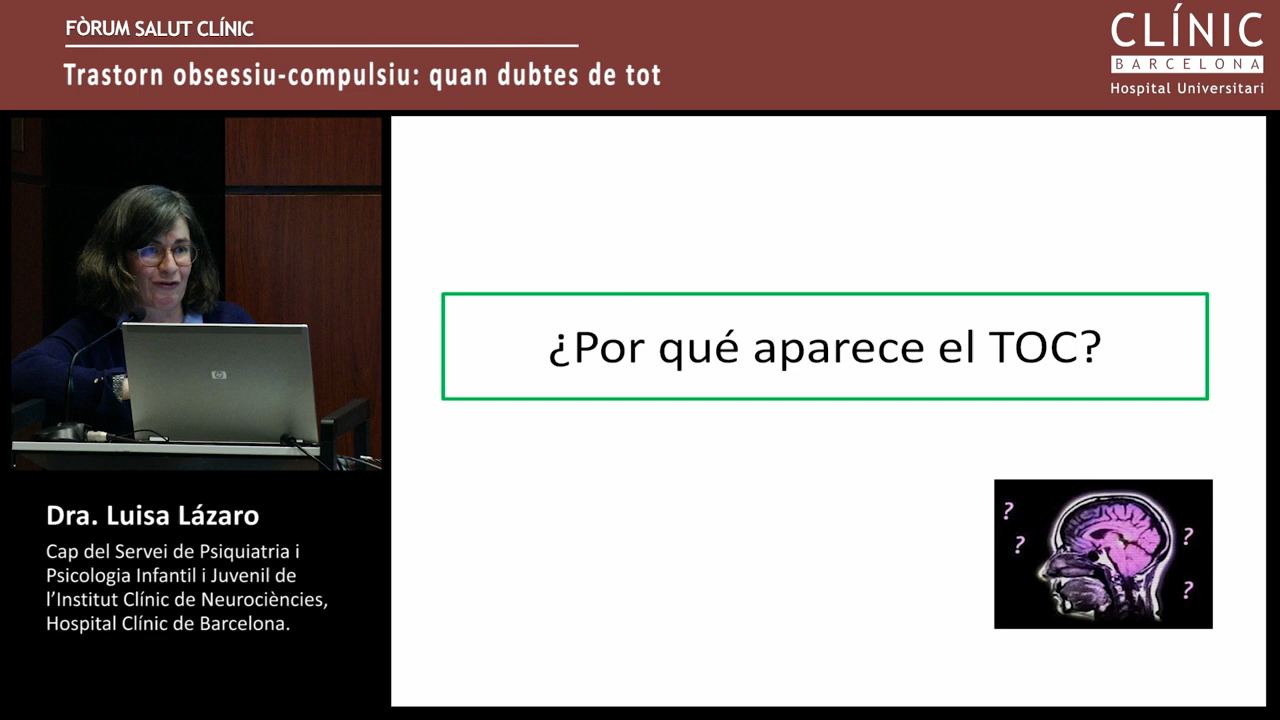 FÒRUM SALUT CLÍNIC
Trastorn obsessiu-compulsiu: quan dubtes de tot
CLÍNIC
BARCELONA
Hospital Universitari
¿Por qué aparece el TOC?
? ?
? ?
?
hp
Dra. Luisa Lázaro
Cap del Servei de Psiquiatria i
Psicologia Infantil i Juvenil de
l’Institut Clínic de Neurociències,
Hospital Clínic de Barcelona.